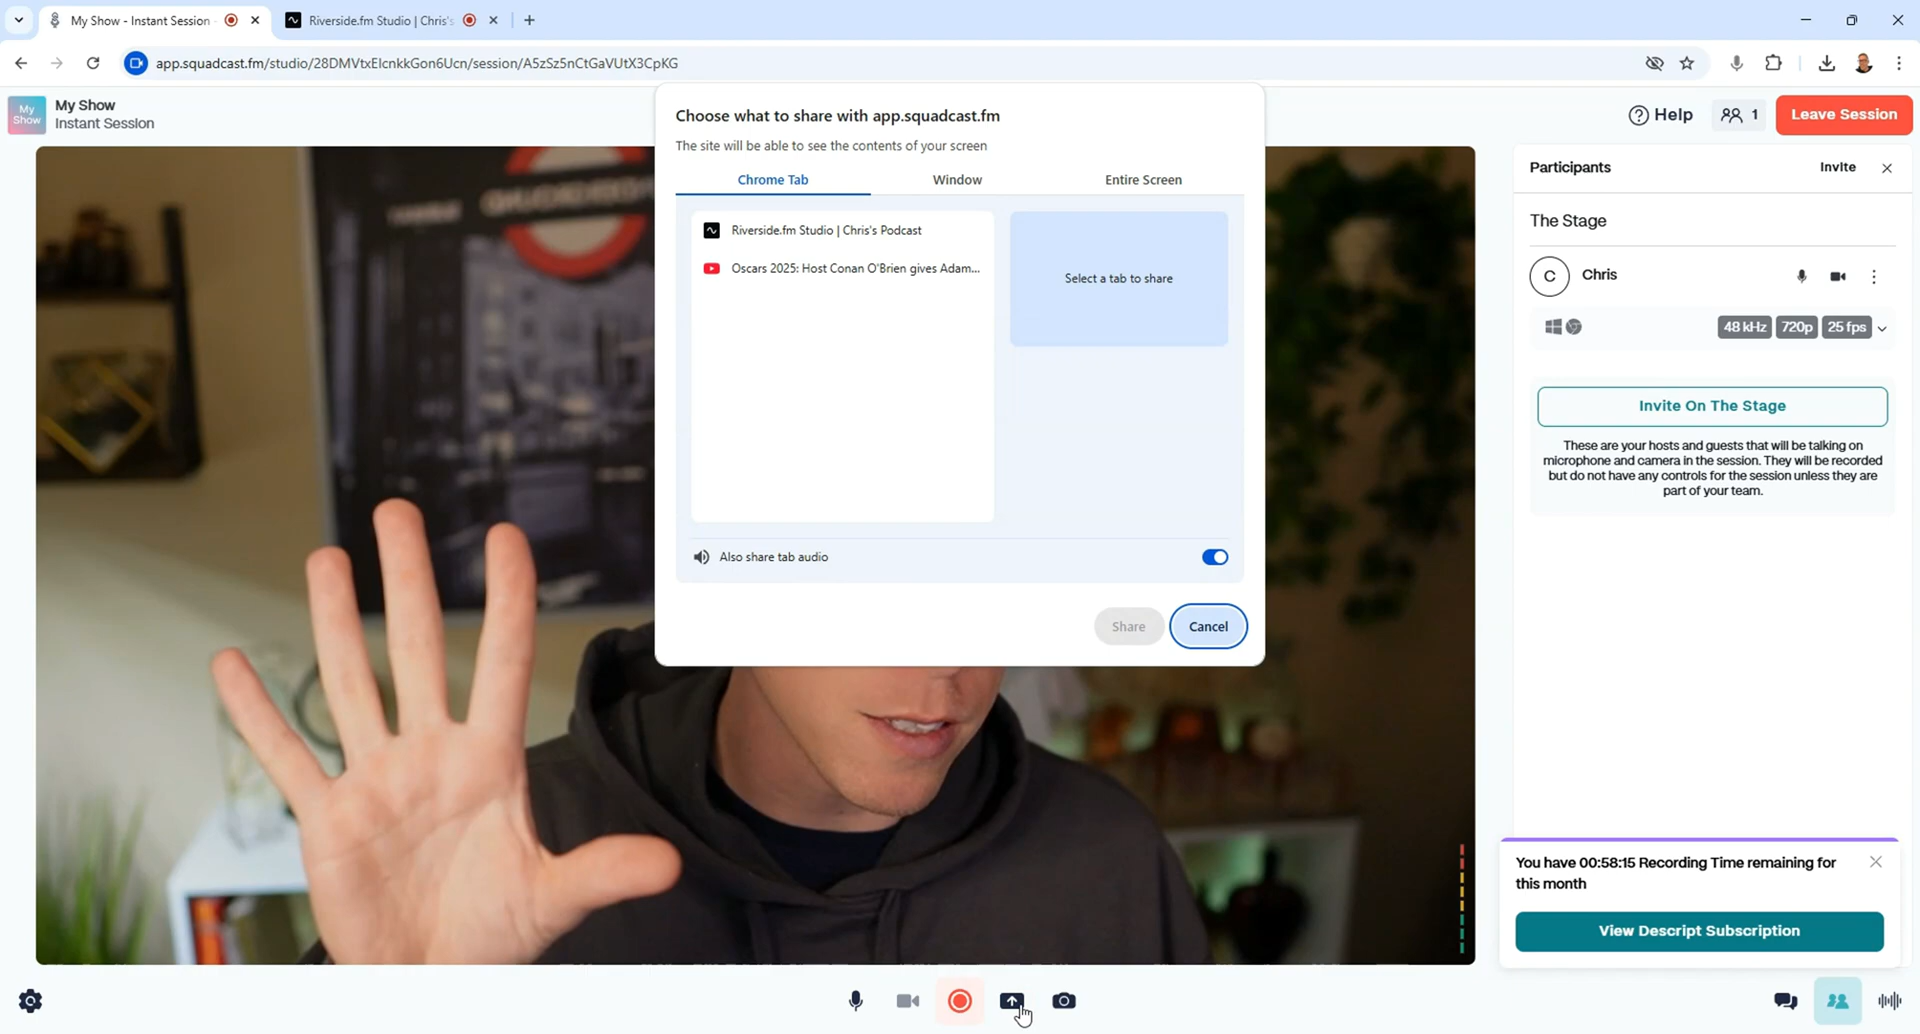 My Show - Instant Session
Riverside.fm Studio | Chris's
app.squadcast.fm/studio/28DMVtxElcnkkGon6Ucn/session/A5zSz5nCtGaVUtX3CpKG
My Show
My Show
Instant Session
Help
1
Leave Session
Choose what to share with app.squadcast.fm
The site will be able to see the contents of your screen
Chrome Tab
Window
Entire Screen
Riverside.fm Studio | Chris's Podcast
Oscars 2025: Host Conan O'Brien gives Adam...
Select a tab to share
Also share tab audio
Share
Cancel
Participants
Invite
The Stage
C
Chris
48 kHz
720p
25 fps
Invite On The Stage
These are your hosts and guests that will be talking on
microphone and camera in the session. They will be recorded
but do not have any controls for the session unless they are
part of your team.
You have 00:58:15 Recording Time remaining for
this month
View Descript Subscription